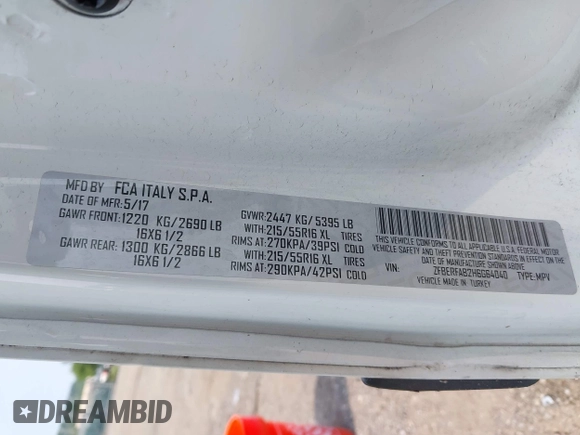 MFD BY FCA ITALY S.P.A.
DATE OF MFR:5/17
GAWR FRONT:1220 KG/2690 LB
16X6 1/2
GAWR REAR: 1300 KG/2866 LB
16X6 1/2
GVWR:2447 KG/5395 LB
WITH:215/55R16 XL TIRES
RIMS AT:270KPA/39PSI COLD
WITH:215/55R16 XL TIRES
RIMS AT:290KPA/42PSI COLD
THIS VEHICLE CONFORMS TO ALL APPLICABLE U.S.A. FEDERAL MOTOR
VEHICLE SAFETY AND THEFT PREVENTION STANDARDS IN EFFECT ON THE
DATE OF MANUFACTURE SHOWN ABOVE.
VIN: ZFBERFAB2H6G64040 TYPE: MPV
VEHICLE MADE IN: TURKEY
DREAMBID